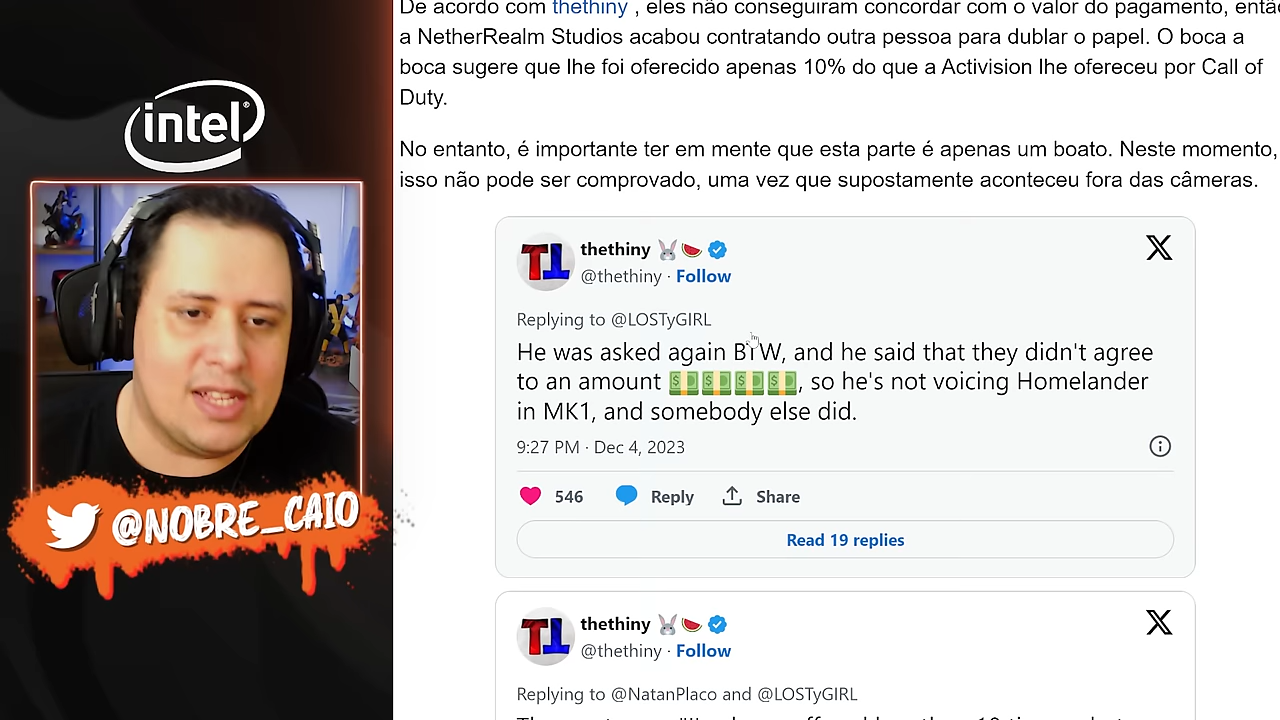 De acordo com thethiny , eles não conseguiram concordar com o valor do pagamento, então
a NetherRealm Studios acabou contratando outra pessoa para dublar o papel. O boca a
boca sugere que lhe foi oferecido apenas 10% do que a Activision lhe ofereceu por Call of
Duty.
No entanto, é importante ter em mente que esta parte é apenas um boato. Neste momento,
isso não pode ser comprovado, uma vez que supostamente aconteceu fora das câmeras.
intel
@NOBRE_CAIO
thethiny 🐰🍉
@thethiny · Follow
Replying to @LOSTyGIRL
He was asked again BTW, and he said that they didn't agree
to an amount 💵💵💵💵, so he's not voicing Homelander
in MK1, and somebody else did.
9:27 PM · Dec 4, 2023
546 Reply Share
Read 19 replies
thethiny 🐰🍉
@thethiny · Follow
Replying to @NatanPlaco and @LOSTyGIRL